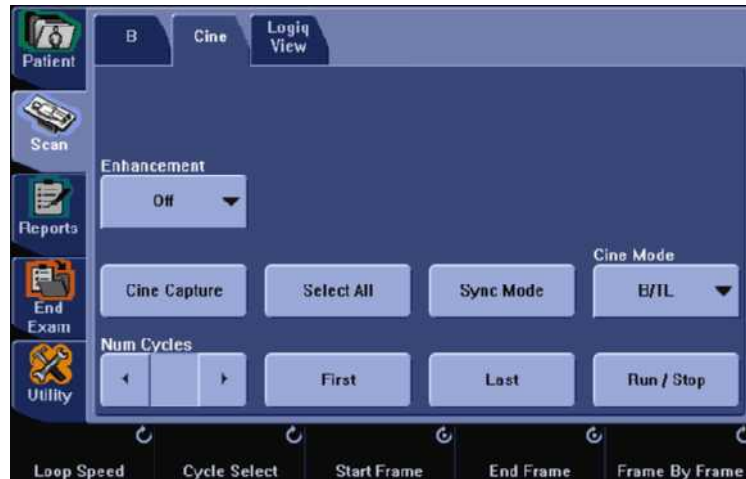 Patient
B
Cine
Logiq
View
Scan
Enhancement
Off
Reports
Cine Mode
Cine Capture
Select All
Sync Mode
B/TL
End
Exam
Num Cycles
First
Last
Run / Stop
Utility
Loop Speed
Cycle Select
Start Frame
End Frame
Frame By Frame